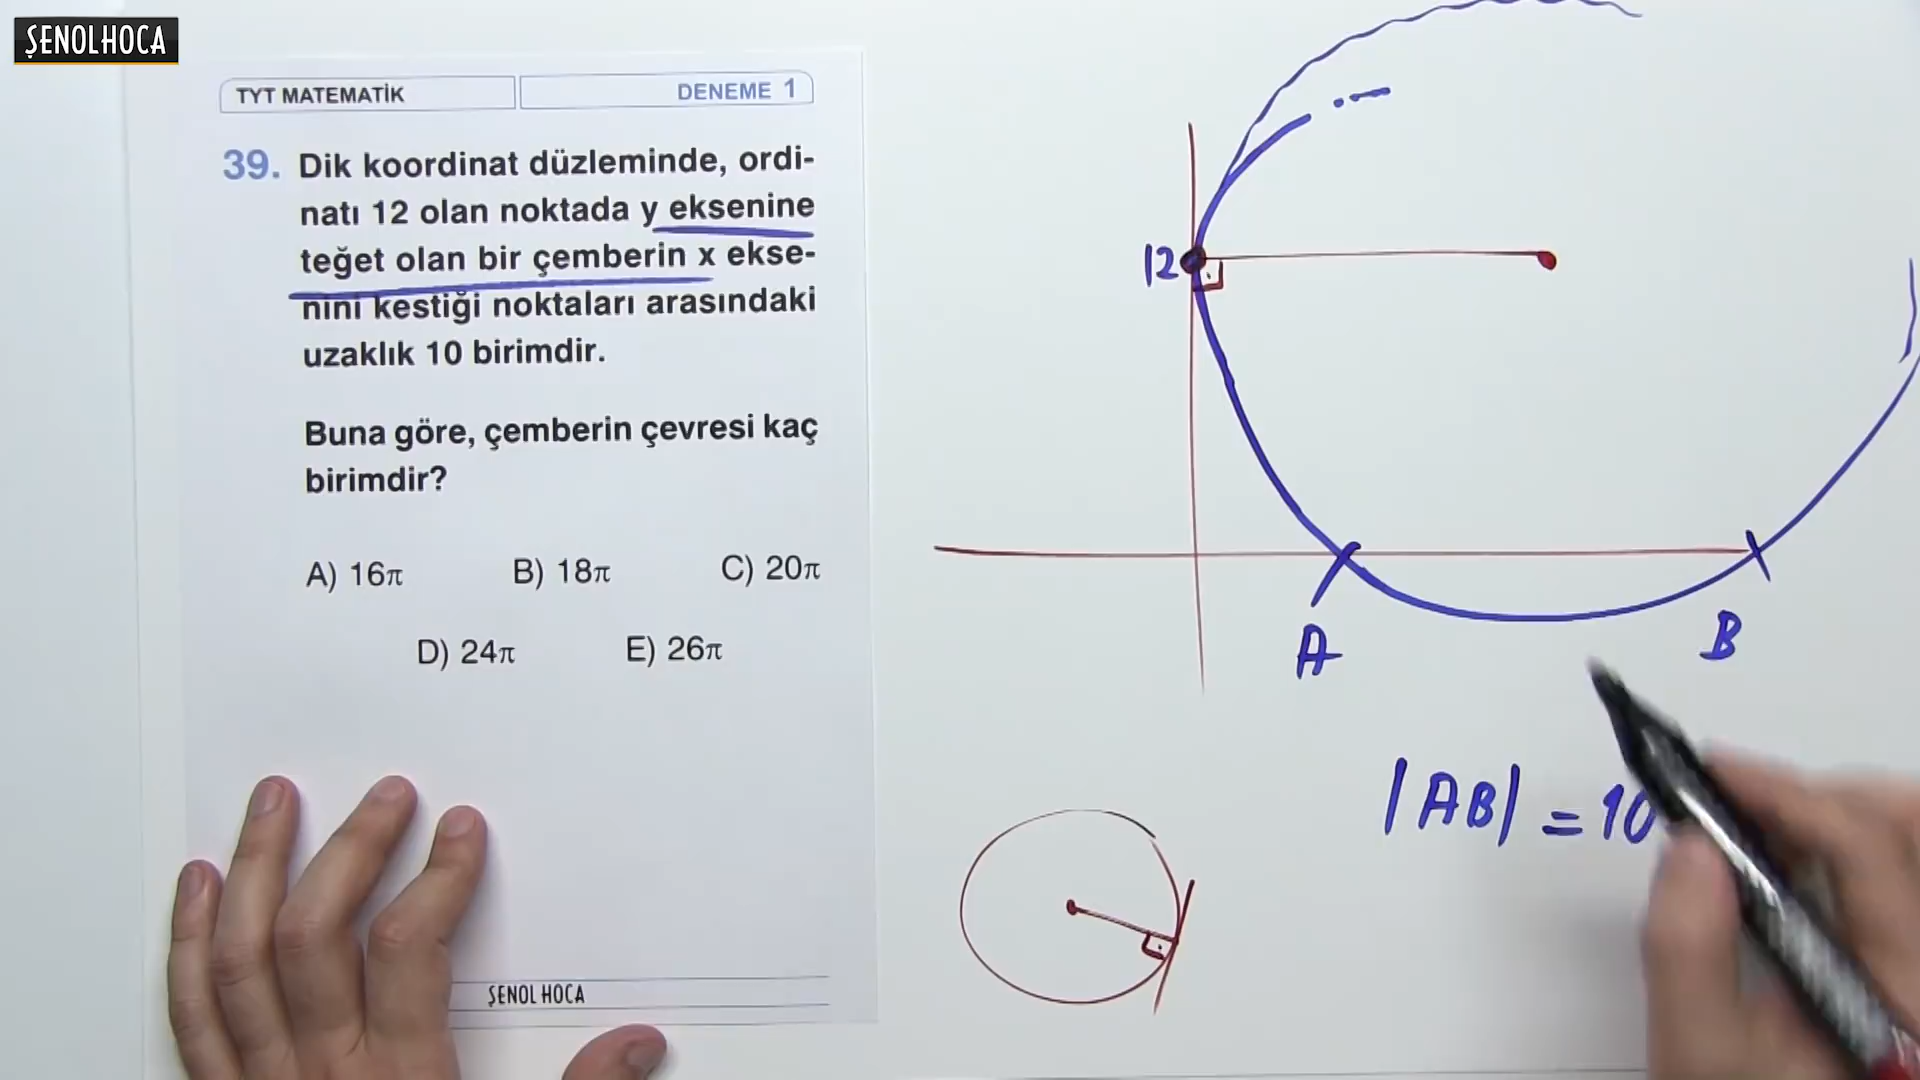 ŞENOLHOCA
TYT MATEMATİK
DENEME 1
39. Dik koordinat düzleminde, ordi-
natı 12 olan noktada y eksenine
teğet olan bir çemberin x ekse-
nini kestiği noktaları arasındaki
uzaklık 10 birimdir.
Buna göre, çemberin çevresi kaç
birimdir?
A) 16π B) 18π C) 20π
D) 24π E) 26π
ŞENOL HOCA
12
A
B
|AB| = 10